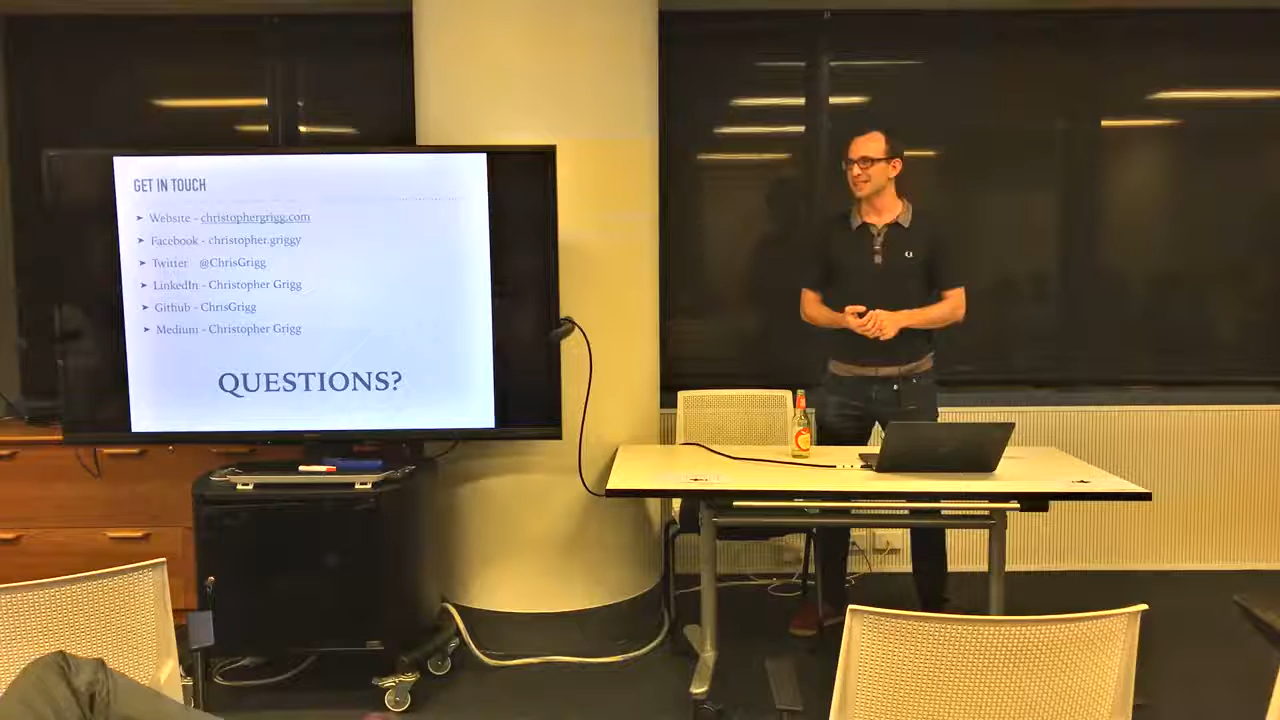 GET IN TOUCH
➤ Website - christophergrigg.com
➤ Facebook - christopher.griggy
➤ Twitter @ChrisGrigg
➤ LinkedIn - Christopher Grigg
➤ Github - ChrisGrigg
➤ Medium - Christopher Grigg
QUESTIONS?